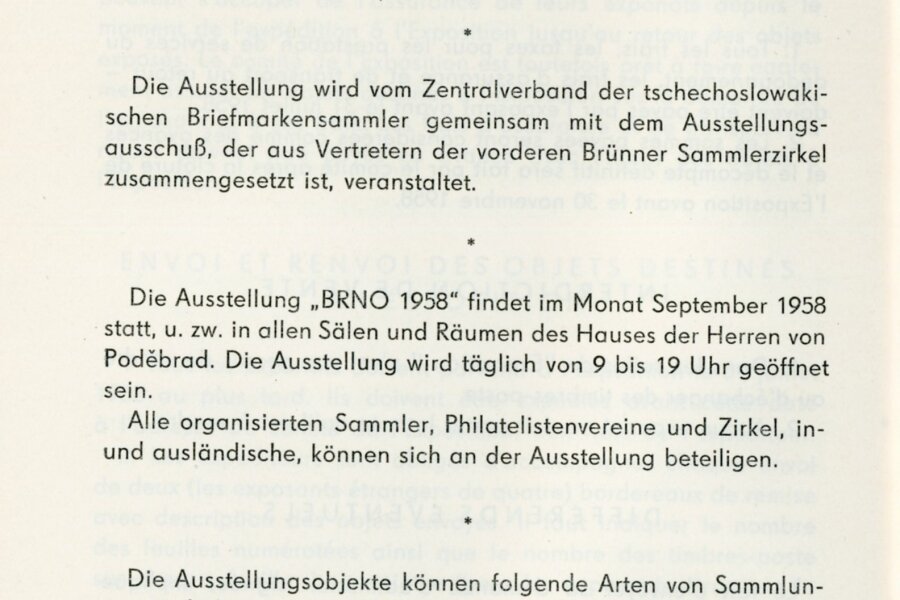 *
Die Ausstellung wird vom Zentralverband der tschechoslowaki-
schen Briefmarkensammler gemeinsam mit dem Ausstellungs-
ausschuß, der aus Vertretern der vorderen Brünner Sammlerzirkel
zusammengesetzt ist, veranstaltet.
*
Die Ausstellung „BRNO 1958“ findet im Monat September 1958
statt, u. zw. in allen Sälen und Räumen des Hauses der Herren von
Poděbrad. Die Ausstellung wird täglich von 9 bis 19 Uhr geöffnet
sein.
Alle organisierten Sammler, Philatelistenvereine und Zirkel, in-
und ausländische, können sich an der Ausstellung beteiligen.
*
Die Ausstellungsobjekte können folgende Arten von Sammlun-